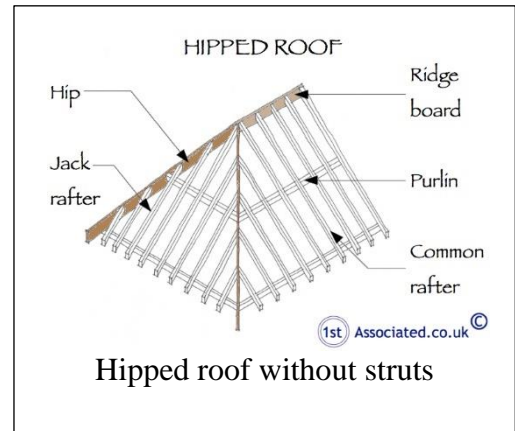 HIPPED ROOF
Hip
Jack
rafter
Ridge
board
Purlin
Common
rafter
1st Associated.co.uk ©
Hipped roof without struts